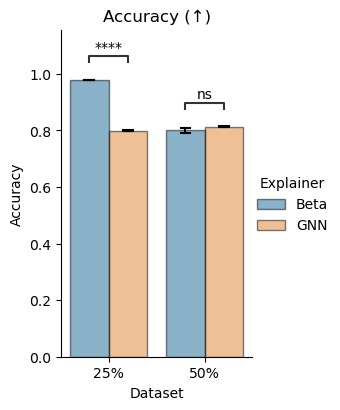 Accuracy (↑)
****
ns
1.0
0.8
0.6
0.4
0.2
0.0
Accuracy
25%
50%
Dataset
Explainer
Beta
GNN